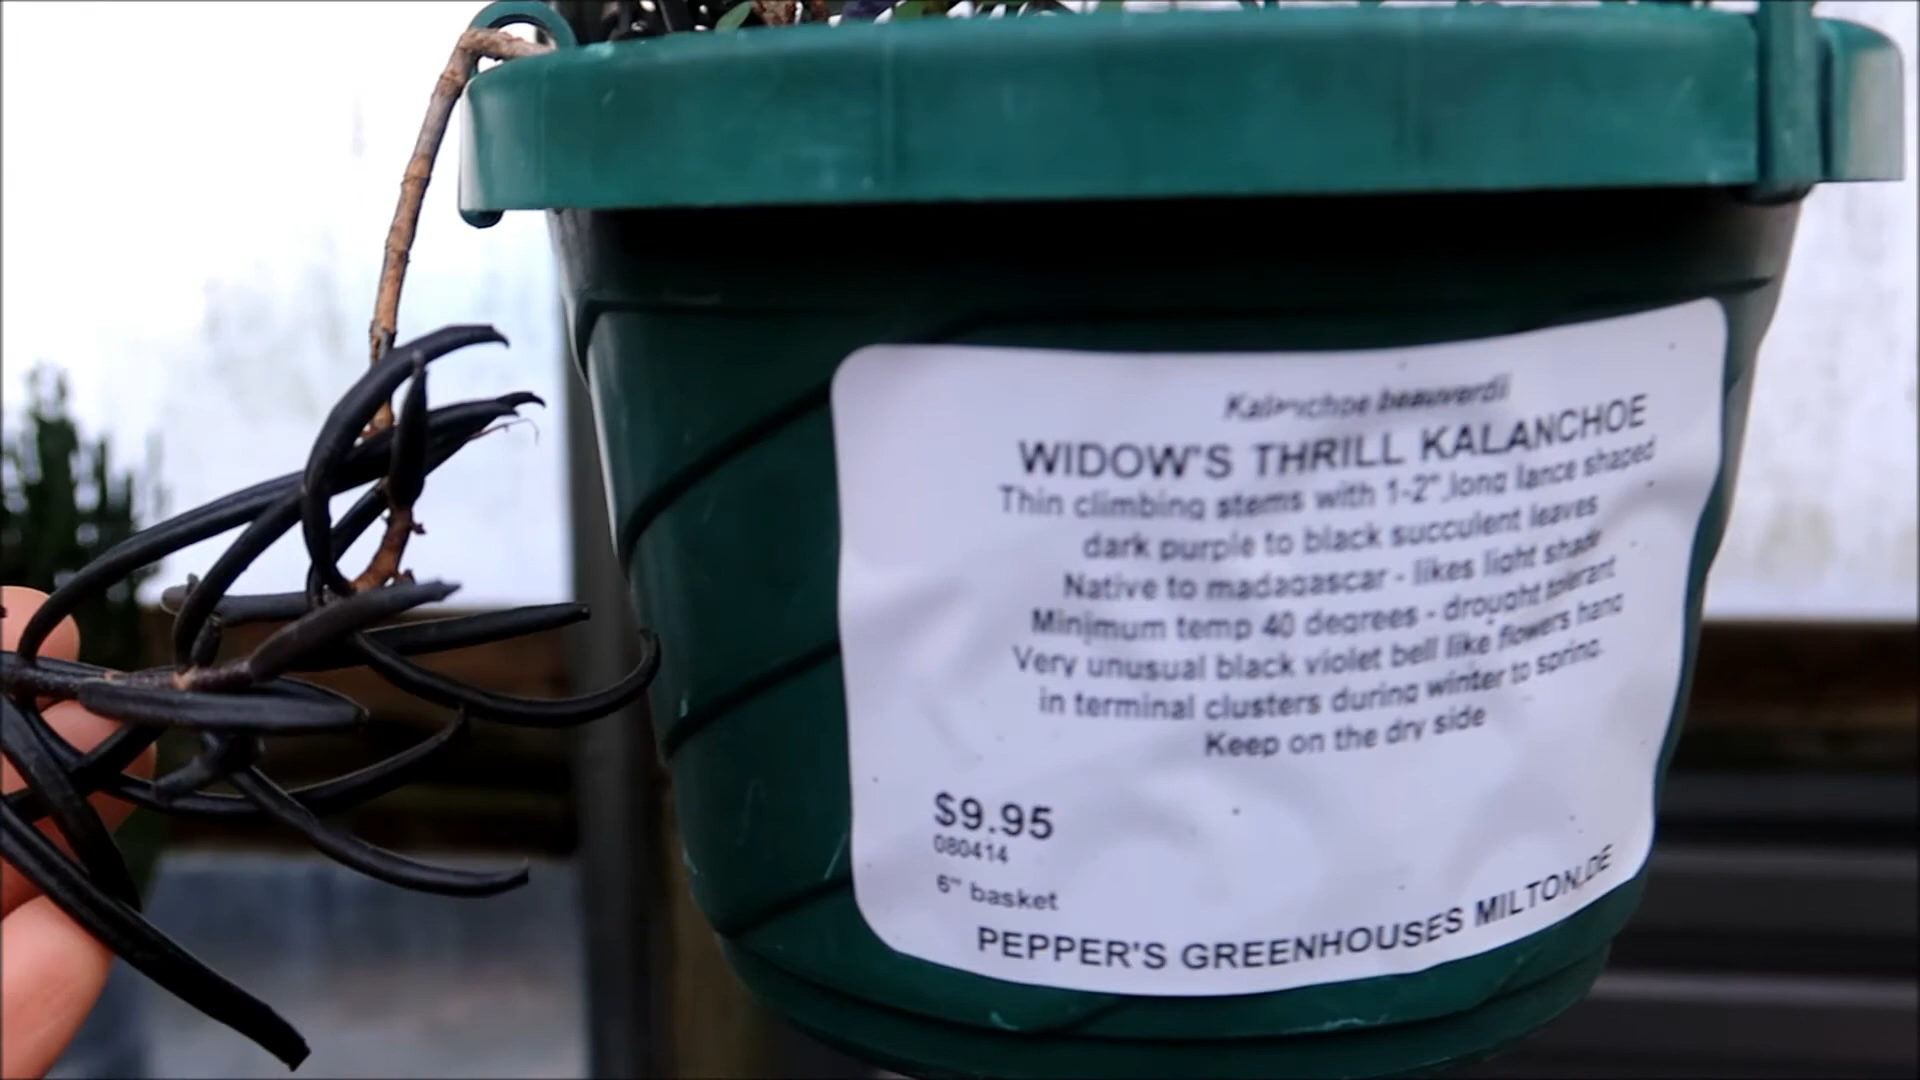 Kalanchoe beauverdii
WIDOW'S THRILL KALANCHOE
Thin climbing stems with 1-2" long lance shaped
dark purple to black succulent leaves
Native to madagascar - likes light shade
Minimum temp 40 degrees - drought tolerant
Very unusual black violet bell like flowers hang
in terminal clusters during winter to spring.
Keep on the dry side
$9.95
080414
6" basket
PEPPER'S GREENHOUSES MILTON,DE